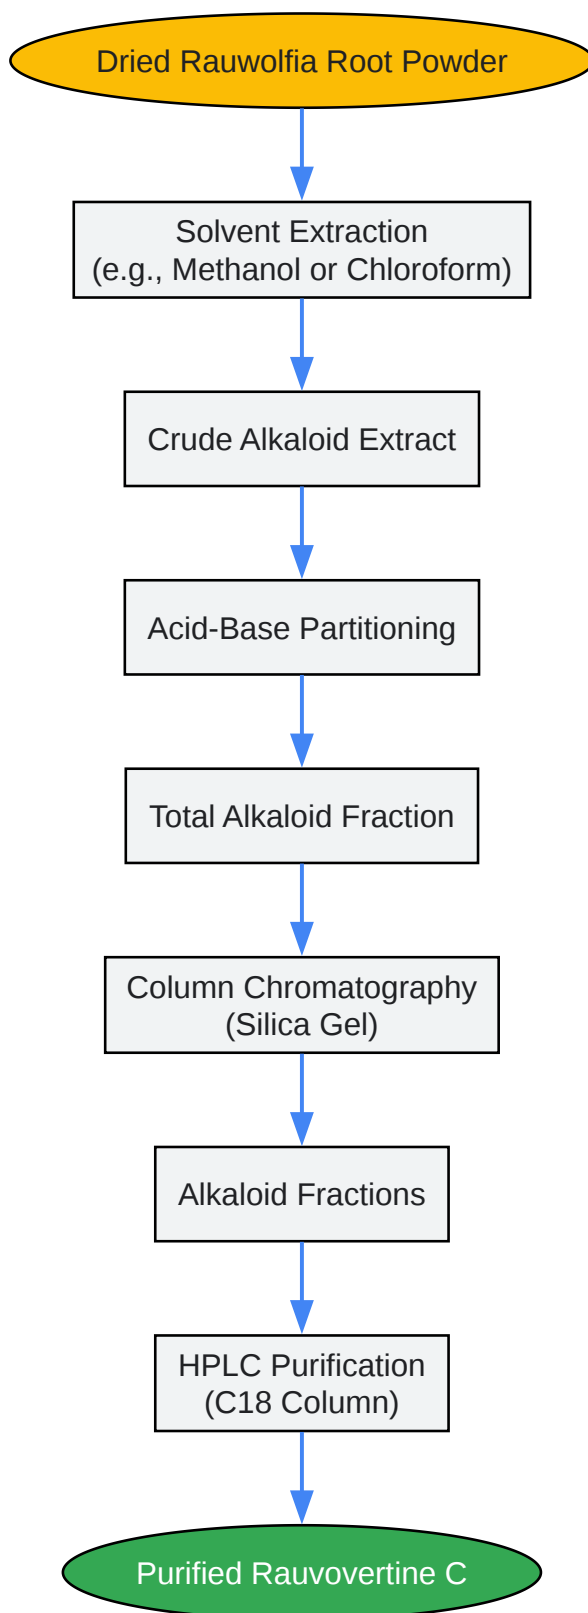 Dried Rauwolfia Root Powder
Solvent Extraction
(e.g., Methanol or Chloroform)
Crude Alkaloid Extract
Acid-Base Partitioning
Total Alkaloid Fraction
Column Chromatography
(Silica Gel)
Alkaloid Fractions
HPLC Purification
(C18 Column)
Purified Rauvovertine C